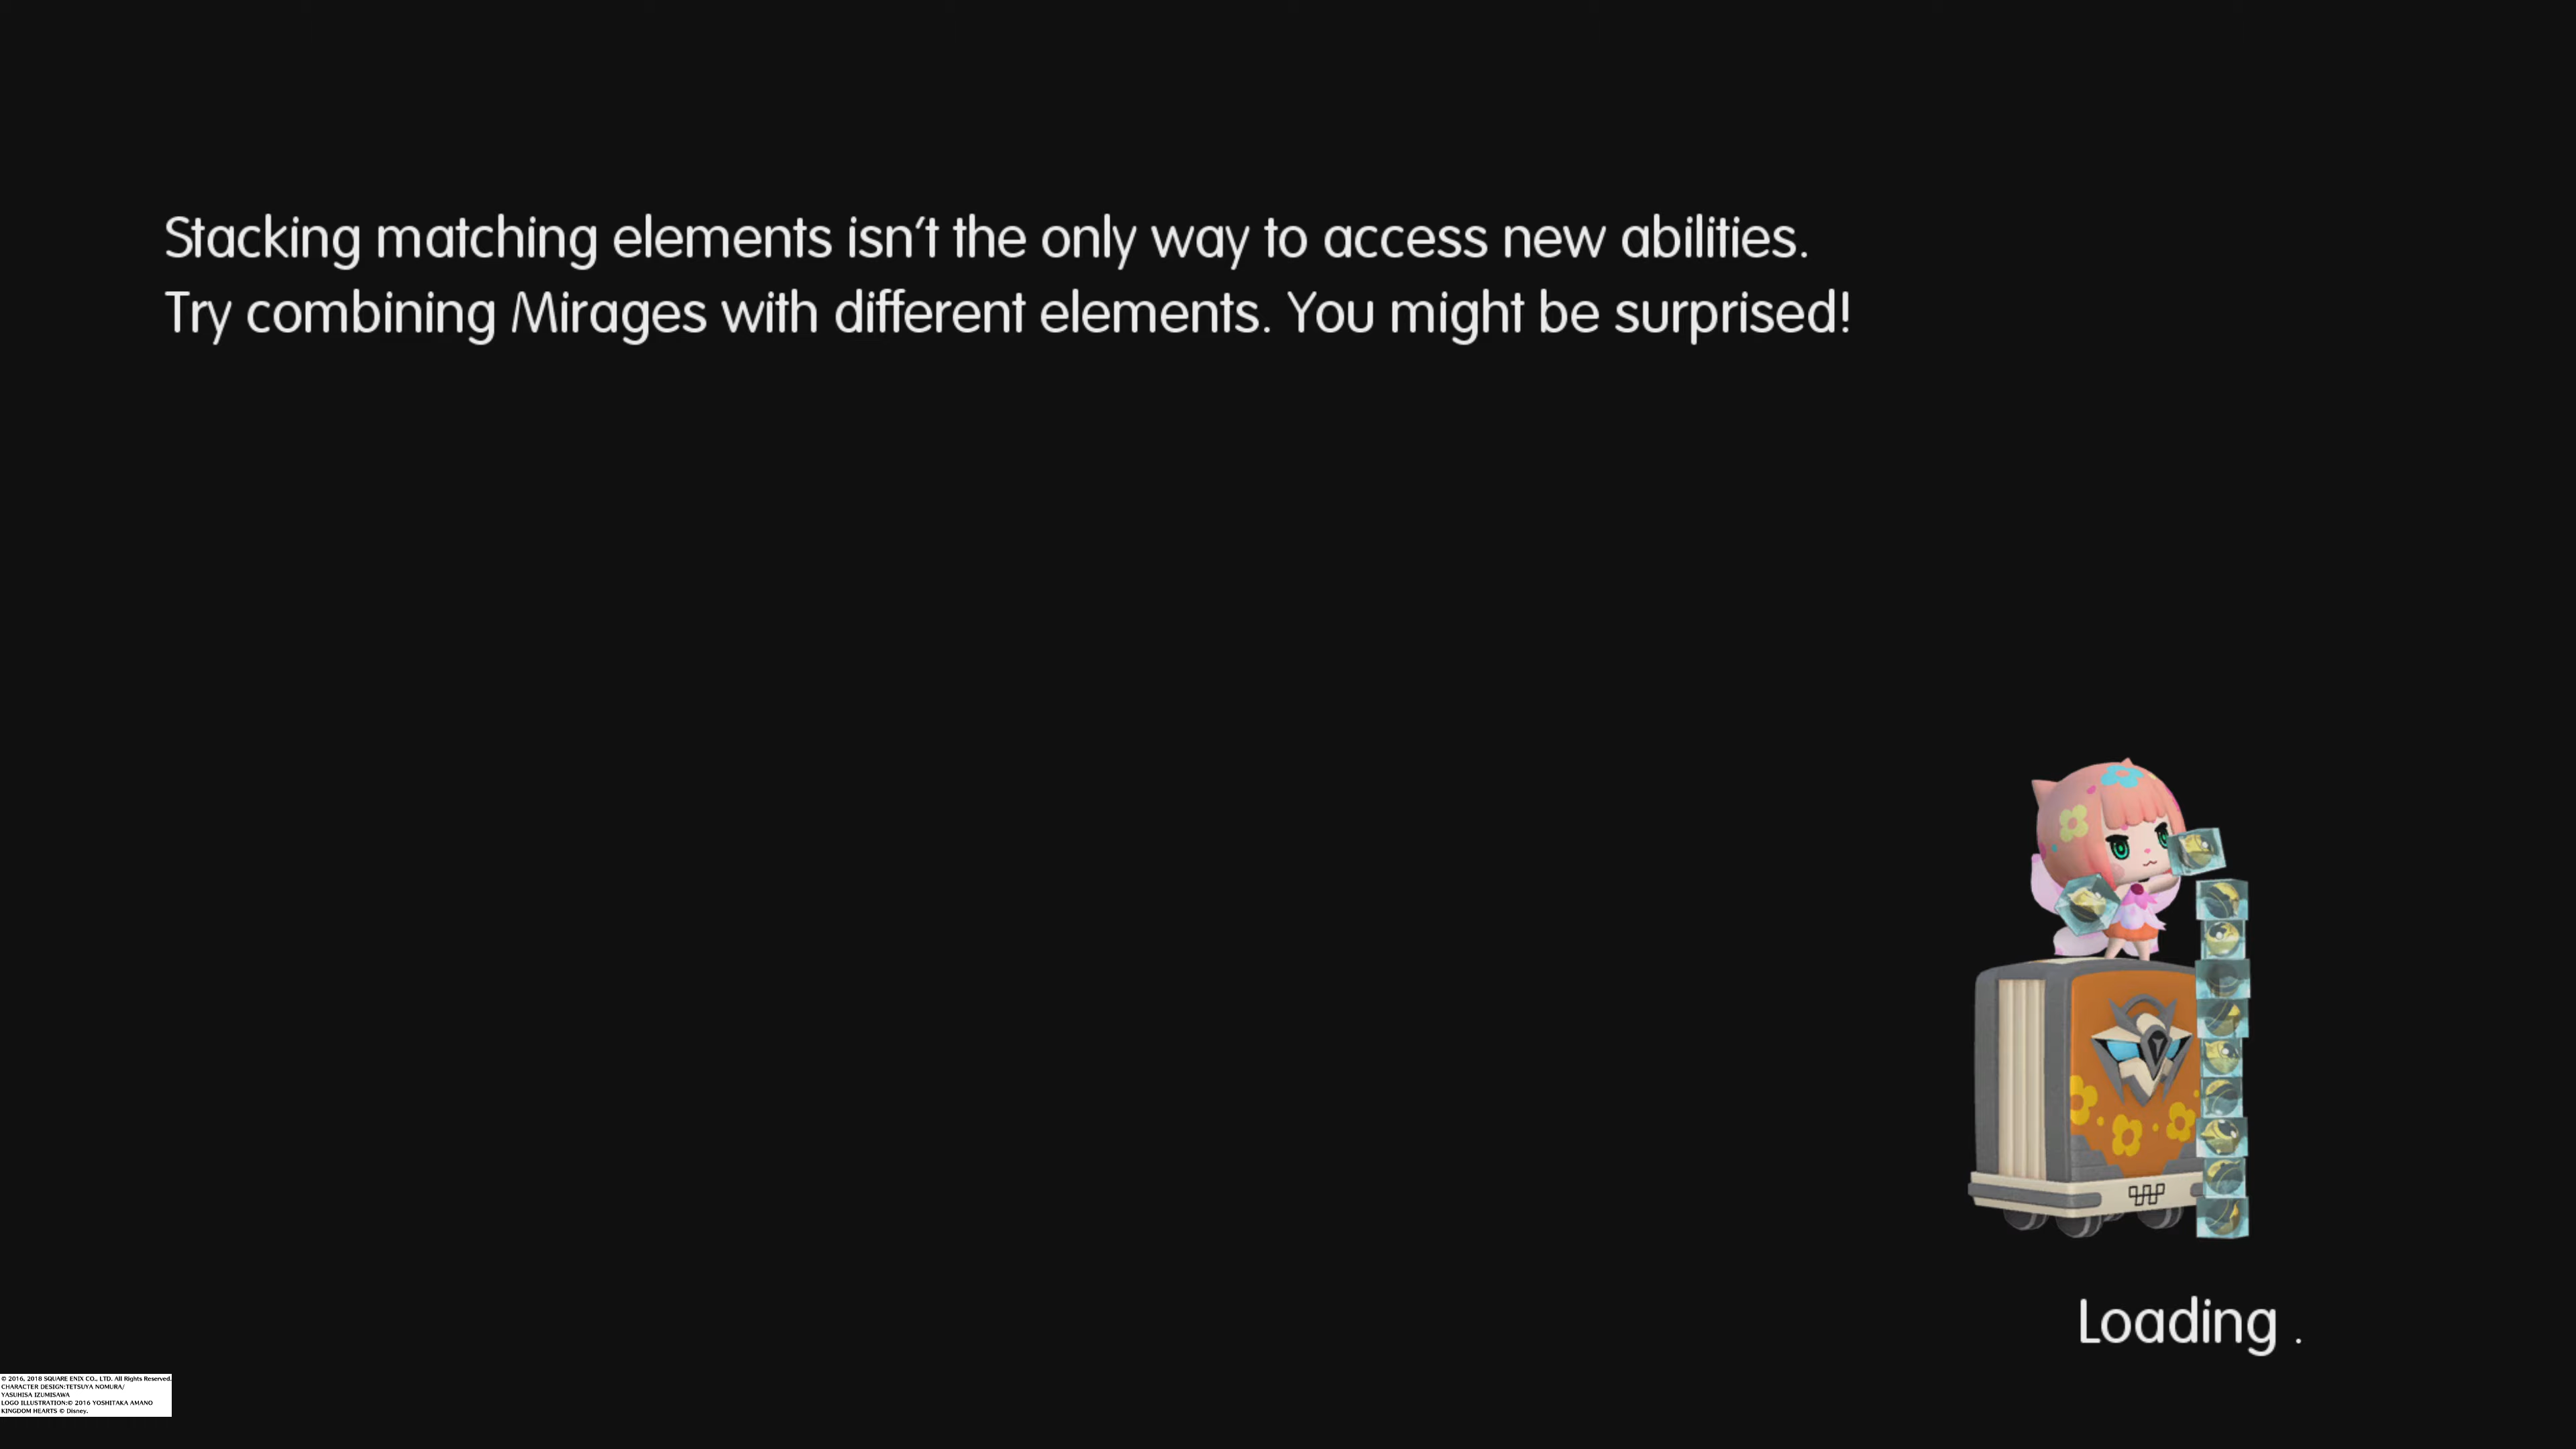 Stacking matching elements isn't the only way to access new abilities.
Try combining Mirages with different elements. You might be surprised!
Loading .
© 2016, 2018 SQUARE ENIX CO., LTD. All Rights Reserved.
CHARACTER DESIGN:TETSUYA NOMURA/
YASUHISA IZUMISAWA
LOGO ILLUSTRATION:© 2016 YOSHITAKA AMANO
KINGDOM HEARTS © Disney.